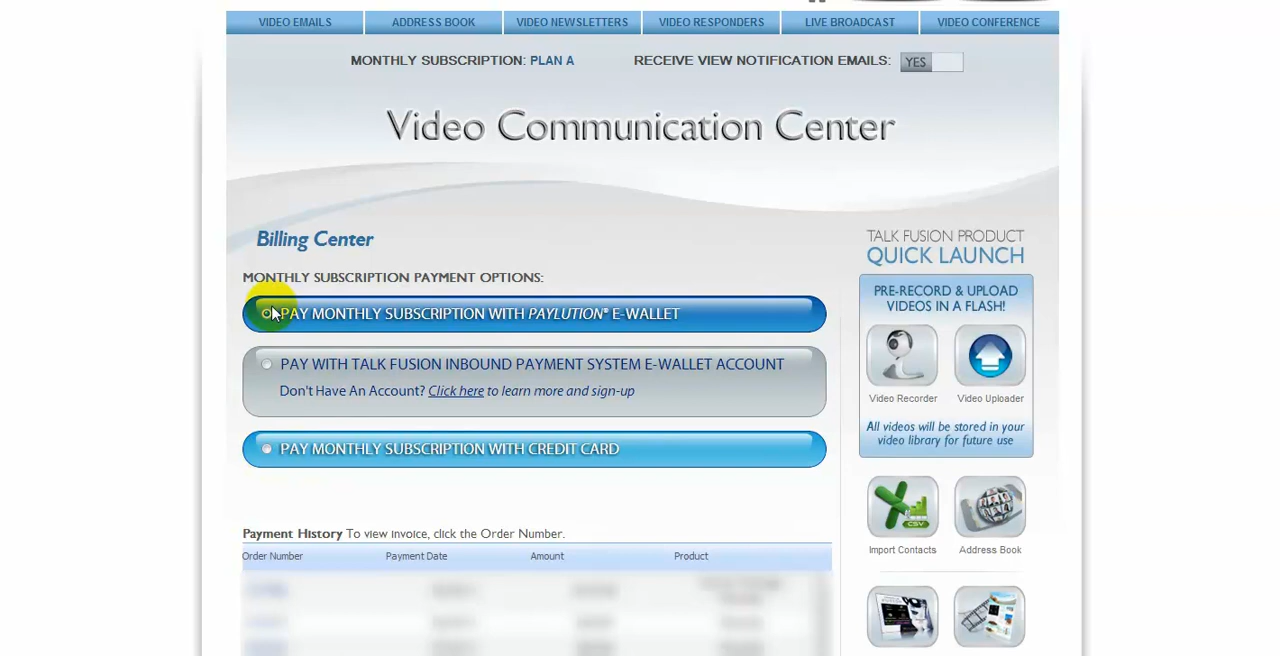 VIDEO EMAILS
ADDRESS BOOK
VIDEO NEWSLETTERS
VIDEO RESPONDERS
LIVE BROADCAST
VIDEO CONFERENCE
MONTHLY SUBSCRIPTION: PLAN A
RECEIVE VIEW NOTIFICATION EMAILS: YES
Video Communication Center
Billing Center
MONTHLY SUBSCRIPTION PAYMENT OPTIONS:
PAY MONTHLY SUBSCRIPTION WITH PAYLUTION® E-WALLET
PAY WITH TALK FUSION INBOUND PAYMENT SYSTEM E-WALLET ACCOUNT
Don't Have An Account? Click here to learn more and sign-up
PAY MONTHLY SUBSCRIPTION WITH CREDIT CARD
Payment History To view invoice, click the Order Number.
Order Number
Payment Date
Amount
Product
TALK FUSION PRODUCT
QUICK LAUNCH
PRE-RECORD & UPLOAD
VIDEOS IN A FLASH!
Video Recorder
Video Uploader
All videos will be stored in your
video library for future use
CSV
Import Contacts
Address Book